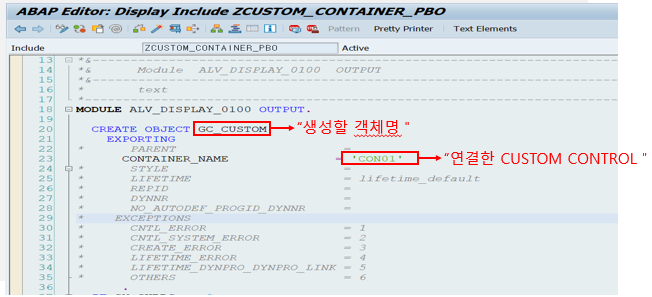 ABAP Editor: Display Include ZCUSTOM_CONTAINER_PBO
Pattern Pretty Printer Text Elements
Include ZCUSTOM_CONTAINER_PBO Active
13 *&---------------------------------------------------------------------
14 *& Module ALV_DISPLAY_0100 OUTPUT
15 *&---------------------------------------------------------------------
16 * text
17 *----------------------------------------------------------------------
18 MODULE ALV_DISPLAY_0100 OUTPUT.
19
20 CREATE OBJECT GC_CUSTOM → “생성할 객체명 "
21 EXPORTING
22 * PARENT =
23 CONTAINER_NAME = 'CON01' → “연결한 CUSTOM CONTROL "
24 * STYLE =
25 * LIFETIME = lifetime_default
26 * REPID =
27 * DYNNR =
28 * NO_AUTODEF_PROGID_DYNNR =
29 * EXCEPTIONS
30 * CNTL_ERROR = 1
31 * CNTL_SYSTEM_ERROR = 2
32 * CREATE_ERROR = 3
33 * LIFETIME_ERROR = 4
34 * LIFETIME_DYNPRO_DYNPRO_LINK = 5
35 * OTHERS = 6
36 .